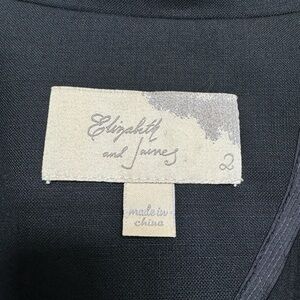 Elizabeth
and James
2
made in
china